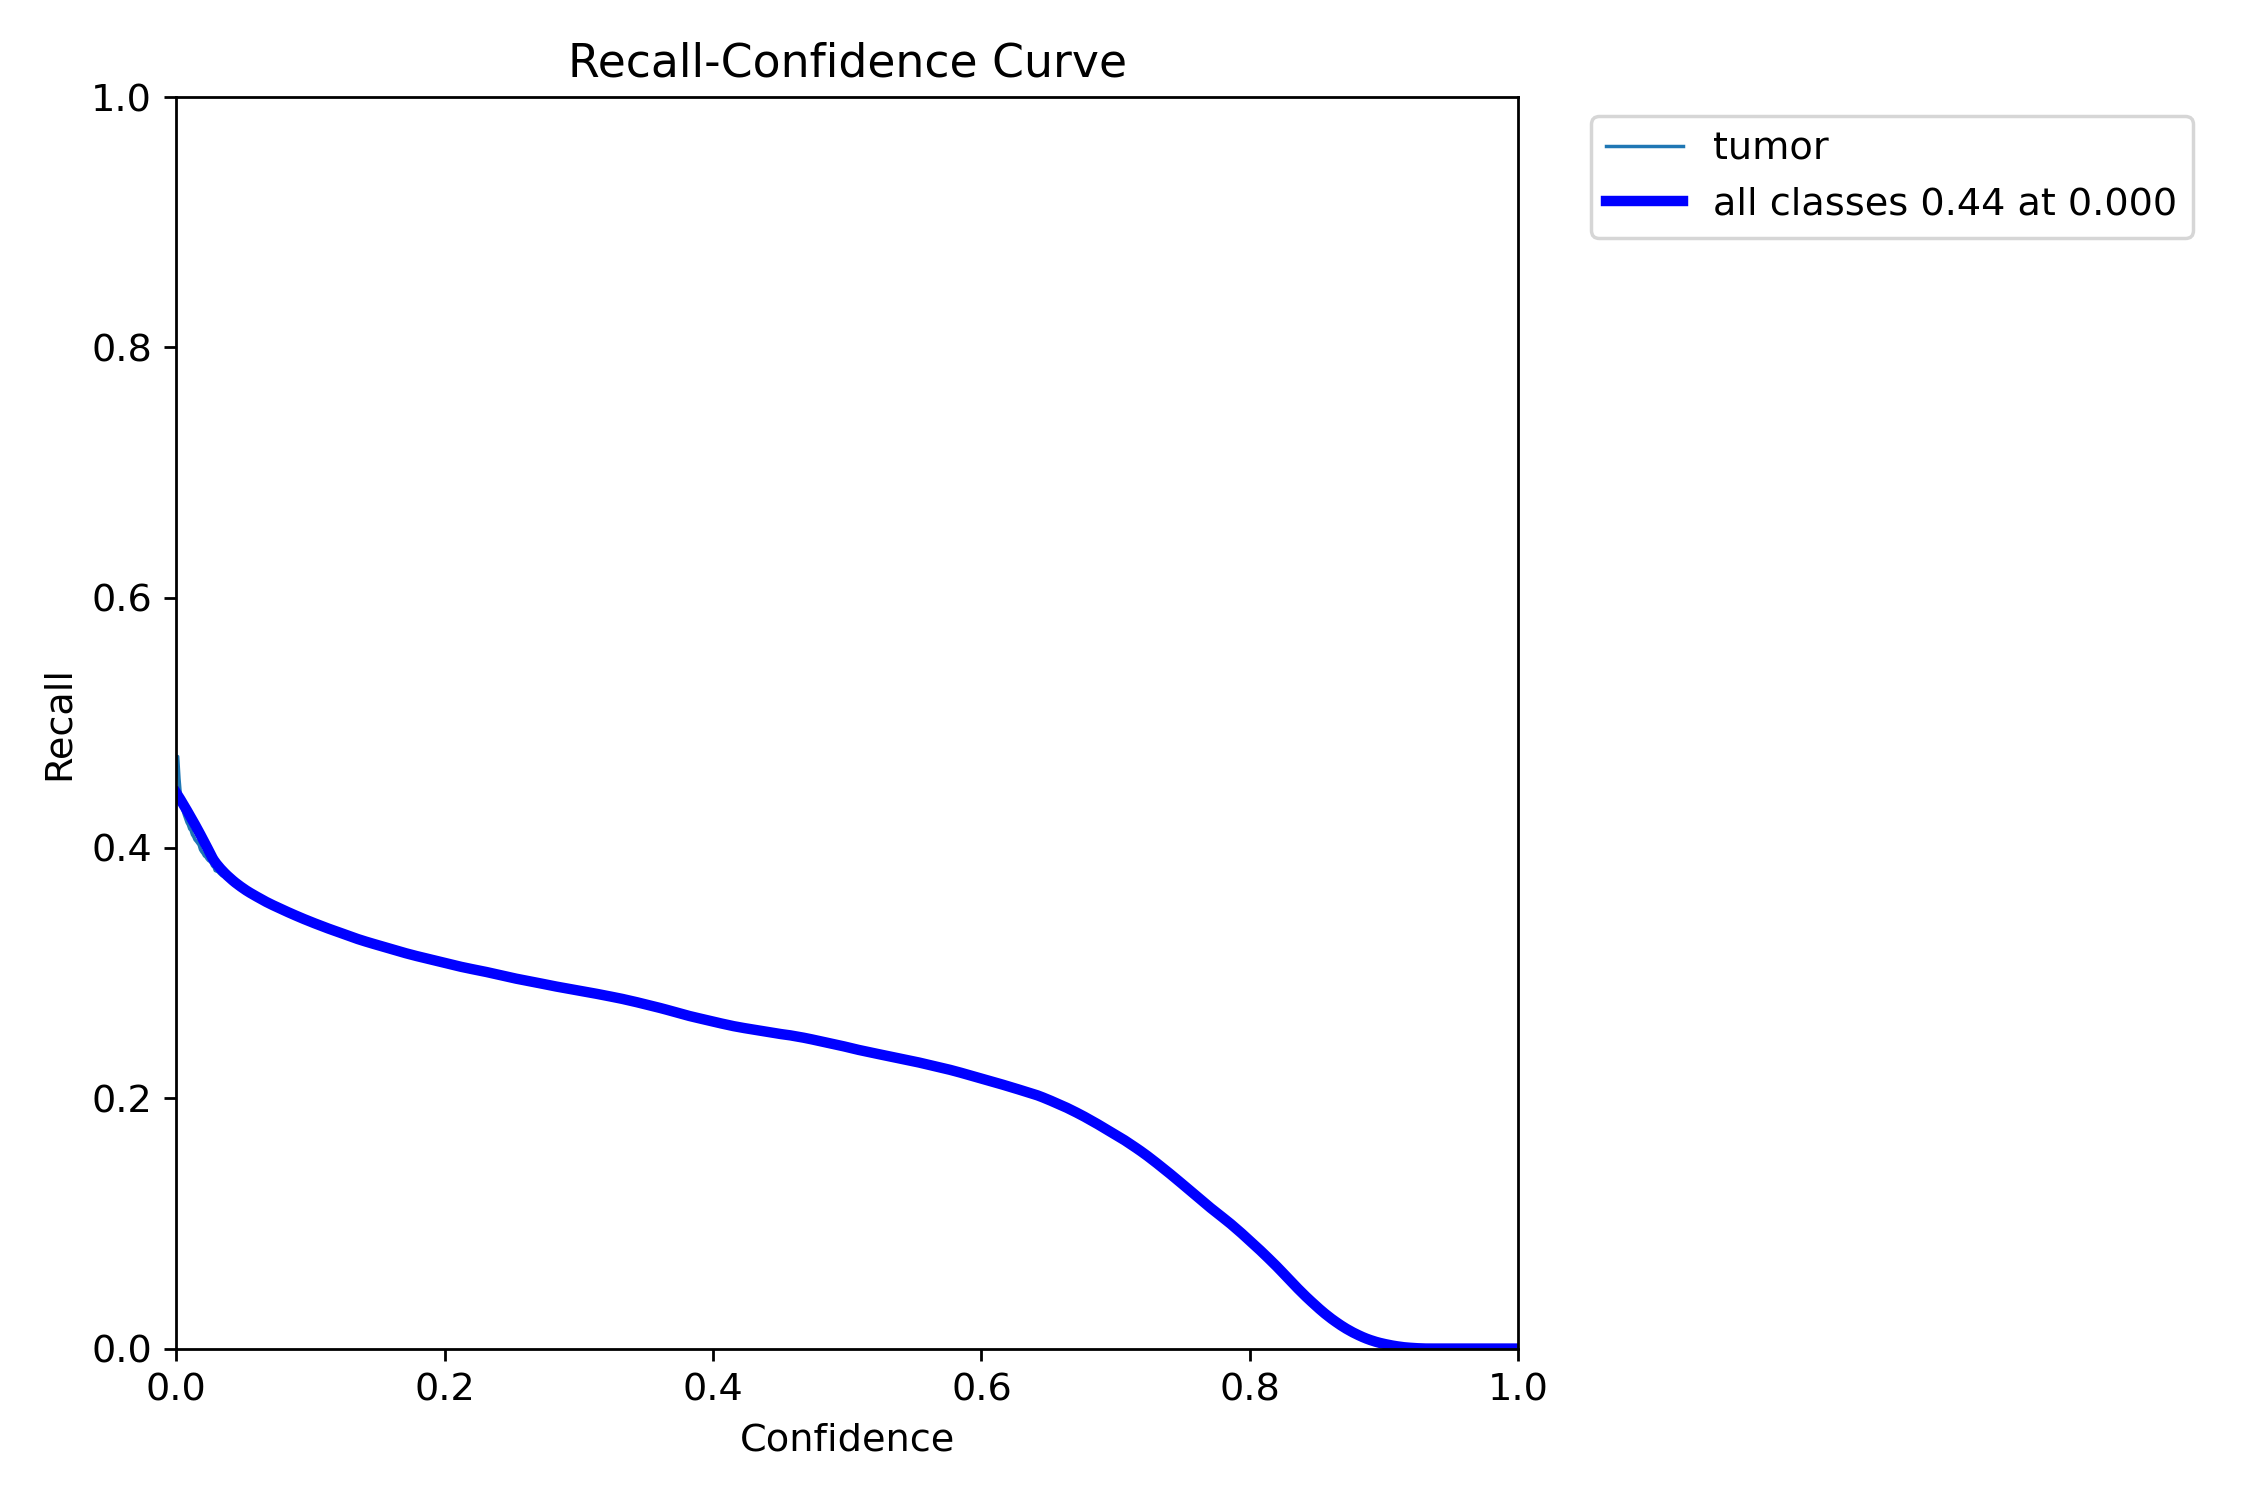 Recall-Confidence Curve
1.0
0.8
0.6
0.4
0.2
0.0
Recall
0.0 0.2 0.4 0.6 0.8 1.0
Confidence
tumor
all classes 0.44 at 0.000